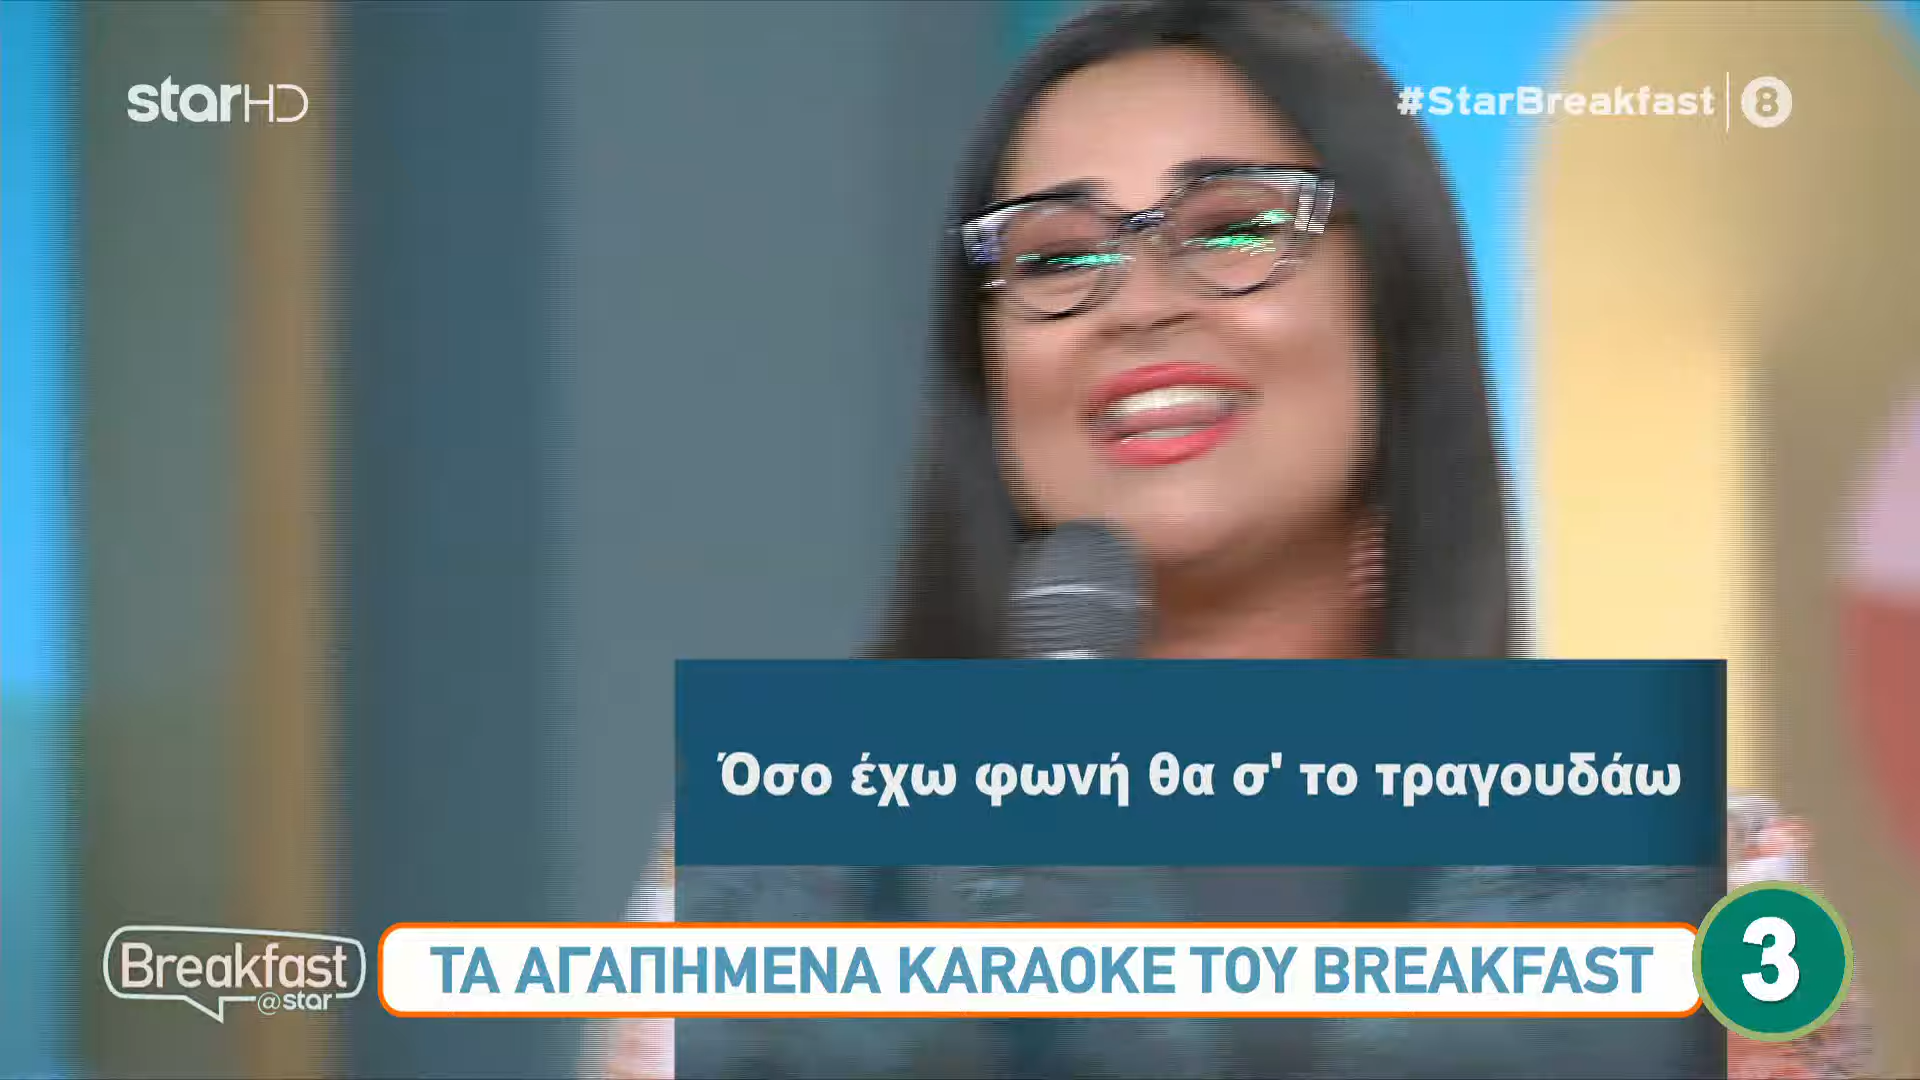 starHD
#StarBreakfast 8
Όσο έχω φωνή θα σ' το τραγουδάω
Breakfast
@star
ΤΑ ΑΓΑΠΗΜΕΝΑ KARAOKE ΤΟΥ BREAKFAST
3